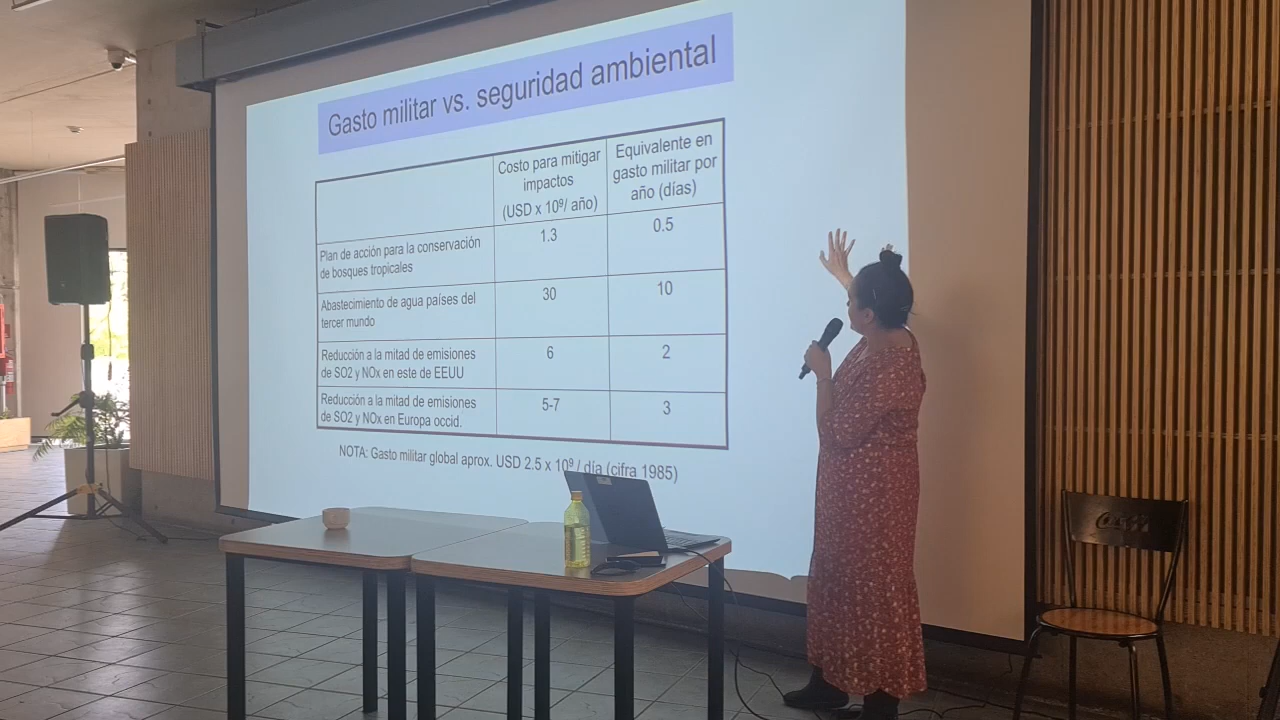 Gasto militar vs. seguridad ambiental
Costo para mitigar
impactos
(USD x 10⁹/ año)
Equivalente en
gasto militar por
año (días)
Plan de acción para la conservación
de bosques tropicales
1.3
0.5
Abastecimiento de agua países del
tercer mundo
30
10
Reducción a la mitad de emisiones
de SO2 y NOx en este de EEUU
6
2
Reducción a la mitad de emisiones
de SO2 y NOx en Europa occid.
5-7
3
NOTA: Gasto militar global aprox. USD 2.5 x 10⁹ / día (cifra 1985)